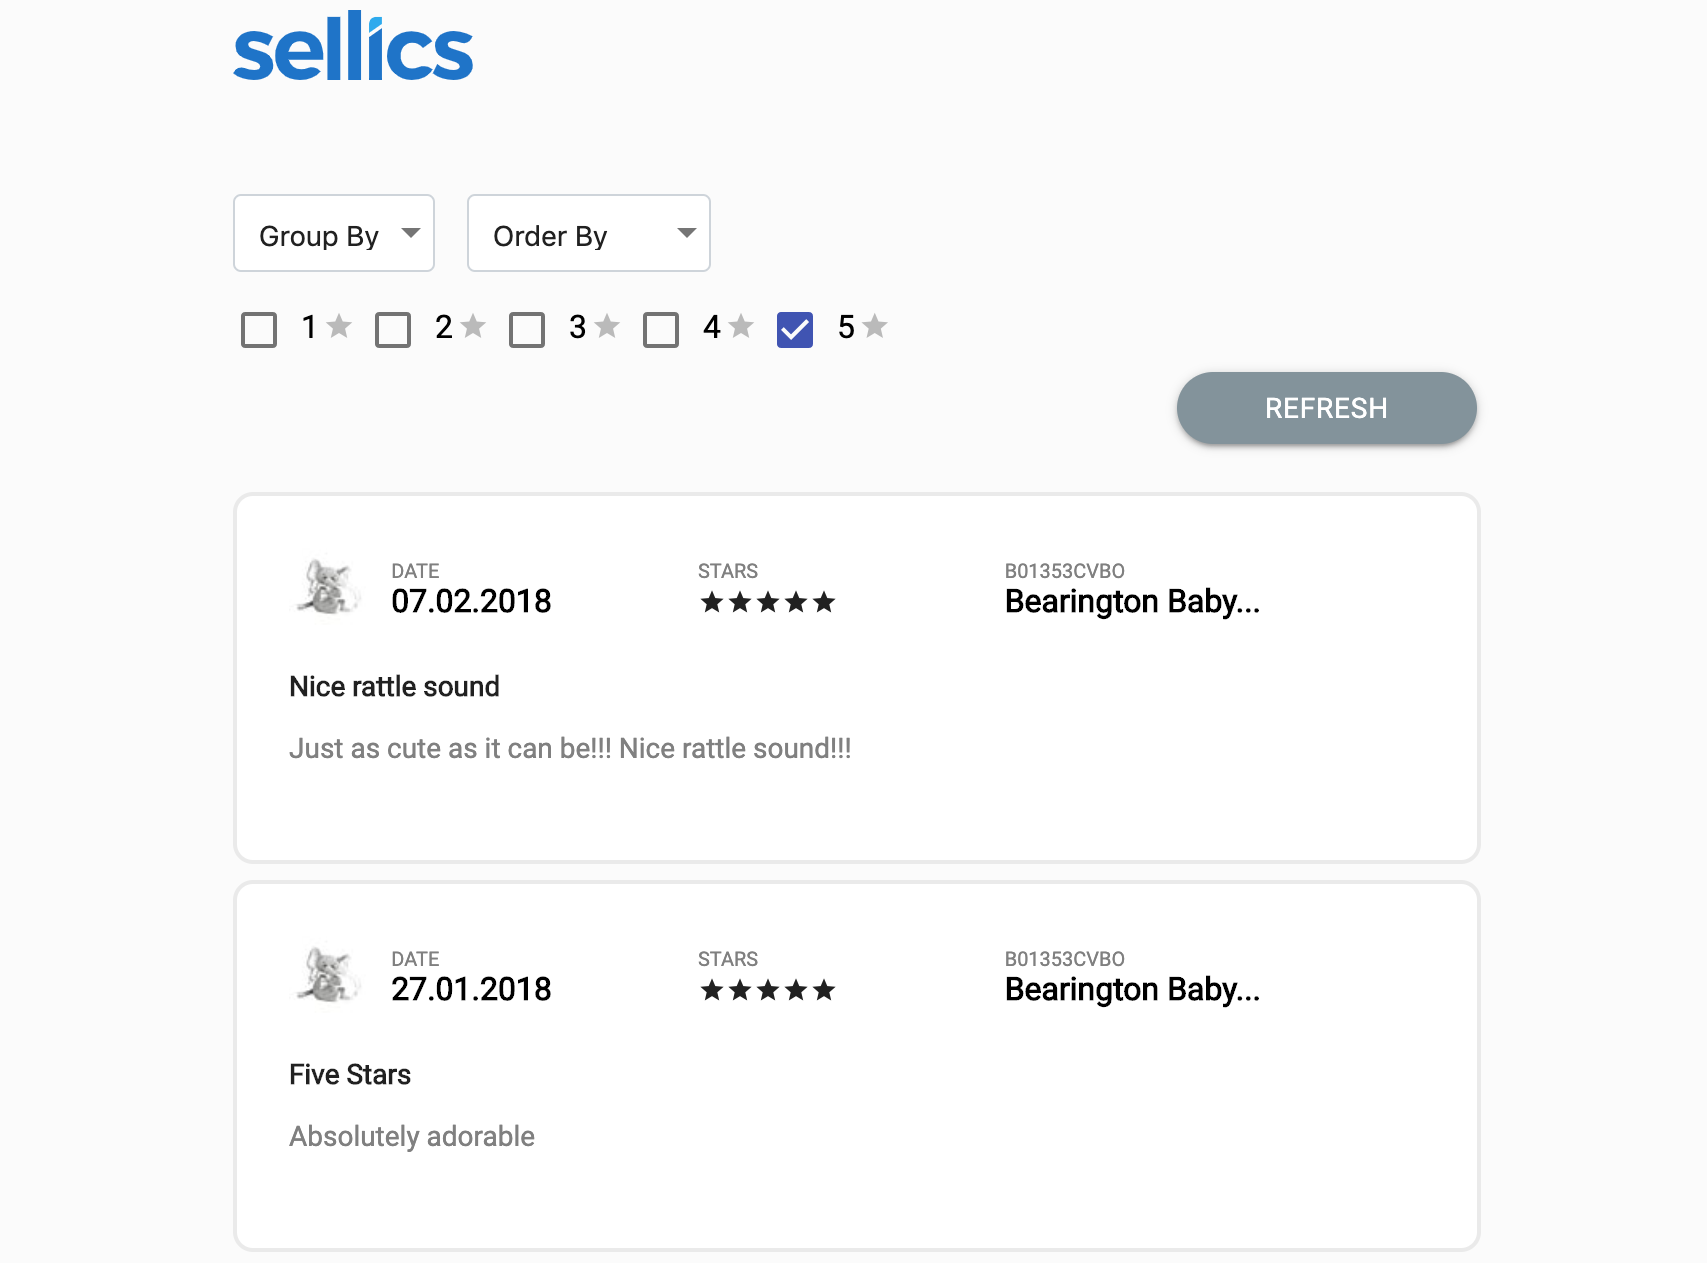 sellics
Group By Order By
1 2 3 4 5
REFRESH
DATE STARS B01353CVBO
07.02.2018 Bearington Baby...
Nice rattle sound
Just as cute as it can be!!! Nice rattle sound!!!
DATE STARS B01353CVBO
27.01.2018 Bearington Baby...
Five Stars
Absolutely adorable